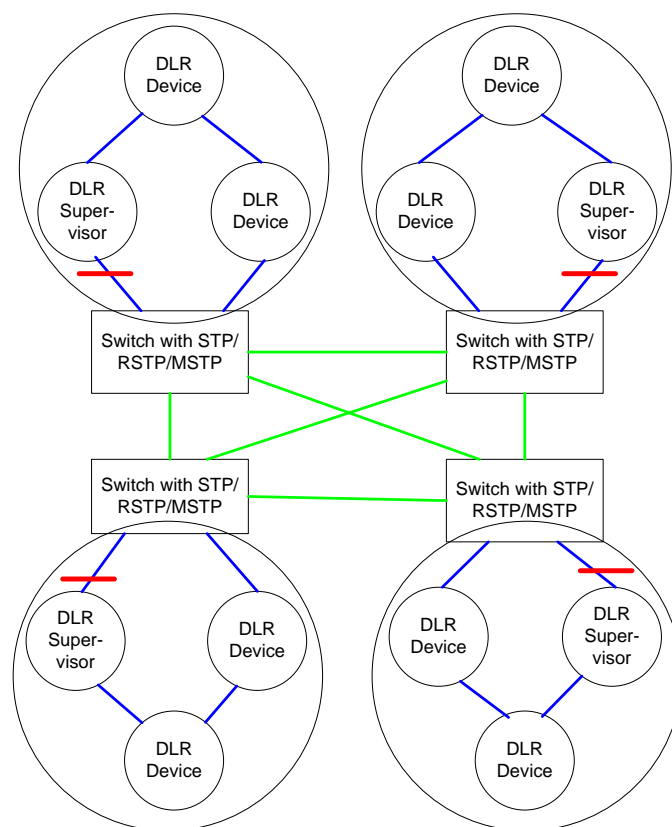 DLR
Device
DLR
Device
DLR
Super-
visor
DLR
Device
DLR
Device
DLR
Super-
visor
Switch with STP/
RSTP/MSTP
Switch with STP/
RSTP/MSTP
Switch with STP/
RSTP/MSTP
Switch with STP/
RSTP/MSTP
DLR
Super-
visor
DLR
Device
DLR
Device
DLR
Super-
visor
DLR
Device
DLR
Device